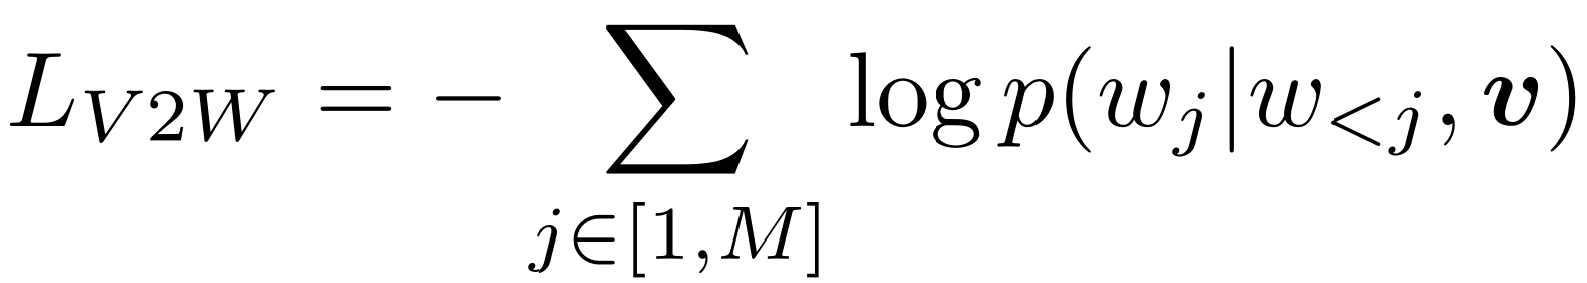 L_{V2W} = - \sum_{j \in [1, M]} \log p(w_j | w_{<j}, \boldsymbol{v})